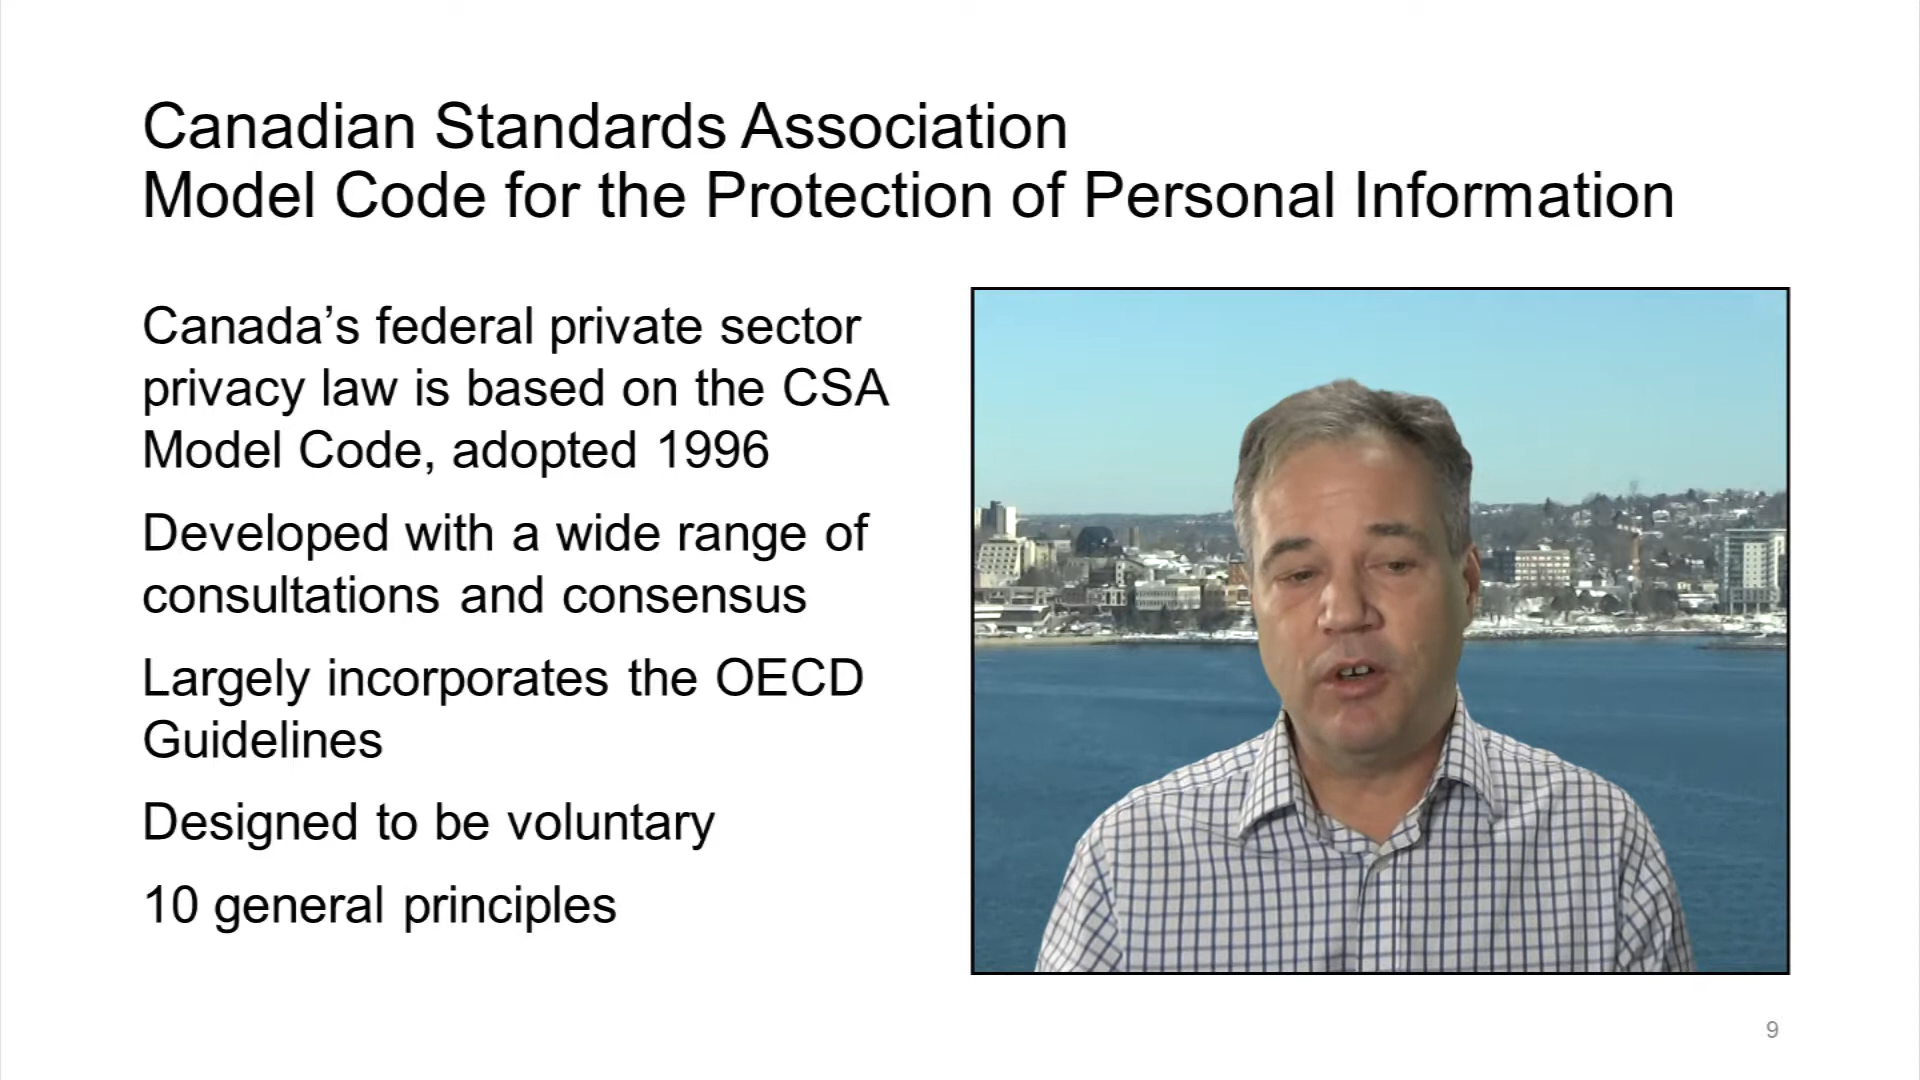 Canadian Standards Association
Model Code for the Protection of Personal Information
Canada’s federal private sector
privacy law is based on the CSA
Model Code, adopted 1996
Developed with a wide range of
consultations and consensus
Largely incorporates the OECD
Guidelines
Designed to be voluntary
10 general principles
9